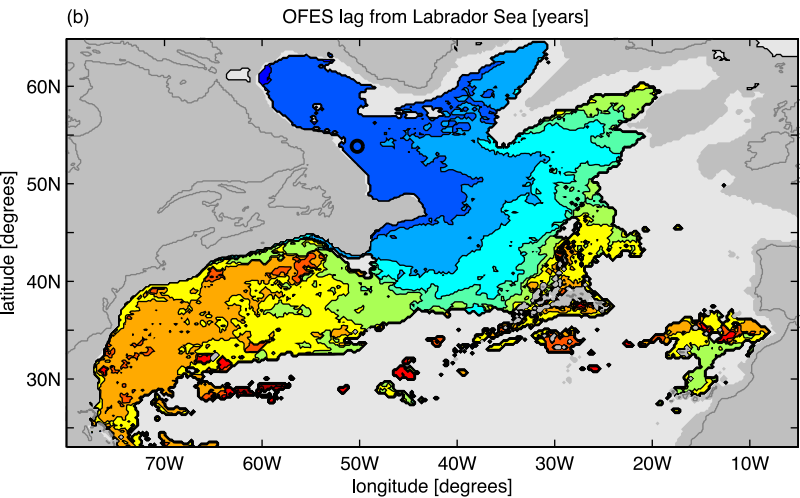 (b) OFES lag from Labrador Sea [years]
60N
50N
40N
30N
latitude [degrees]
70W 60W 50W 40W 30W 20W 10W
longitude [degrees]